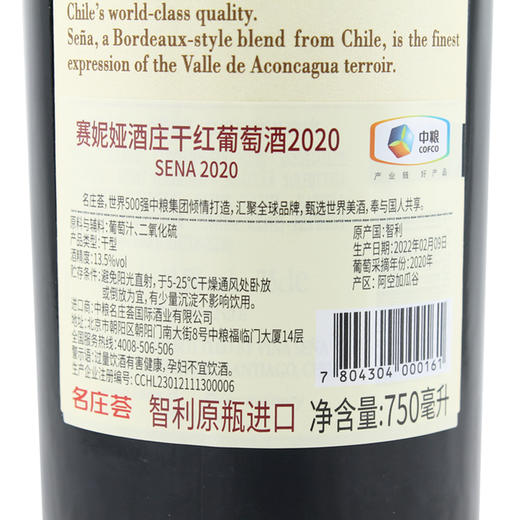 Chile's world-class quality.
Seña, a Bordeaux-style blend from Chile, is the finest
expression of the Valle de Aconcagua terroir.
赛妮娅酒庄干红葡萄酒2020
SENA 2020
中粮
COFCO
产业链 好产品
名庄荟，世界500强中粮集团倾情打造，汇聚全球品牌，甄选世界美酒，奉与国人共享。
原料与辅料：葡萄汁、二氧化硫
产品类型：干型
酒精度：13.5%vol
贮存条件：避免阳光直射，于5-25°C干燥通风处卧放
或倒放为宜，有少量沉淀不影响饮用。
原产国：智利
生产日期：2022年02月09日
葡萄采摘年份：2020年
产区：阿空加瓜谷
进口商：中粮名庄荟国际酒业有限公司
地址：北京市朝阳区朝阳门南大街8号中粮福临门大厦14层
全国服务热线：4008-506-506
警示语：过量饮酒有害健康，孕妇不宜饮酒。
生产企业注册编号：CCHL23012111300006
7 804304 000161
名庄荟
智利原瓶进口
净含量:750毫升